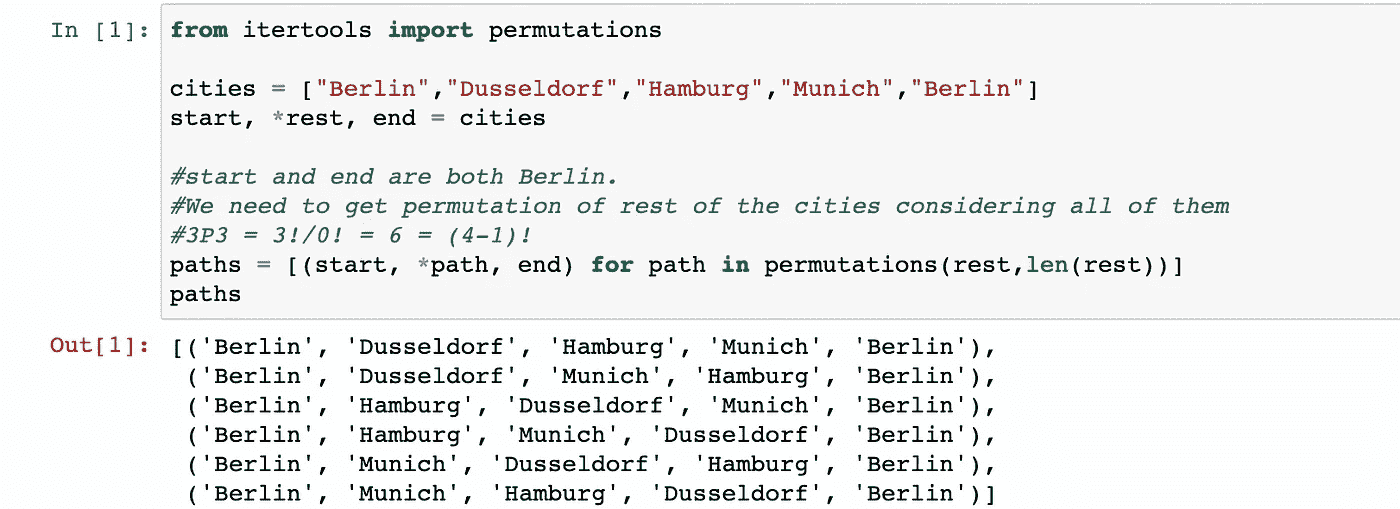 In [1]: from itertools import permutations
cities = ["Berlin","Dusseldorf","Hamburg","Munich","Berlin"]
start, *rest, end = cities
#start and end are both Berlin.
#We need to get permutation of rest of the cities considering all of them
#3P3 = 3!/0! = 6 = (4-1)!
paths = [(start, *path, end) for path in permutations(rest,len(rest))]
paths
Out[1]: [('Berlin', 'Dusseldorf', 'Hamburg', 'Munich', 'Berlin'),
('Berlin', 'Dusseldorf', 'Munich', 'Hamburg', 'Berlin'),
('Berlin', 'Hamburg', 'Dusseldorf', 'Munich', 'Berlin'),
('Berlin', 'Hamburg', 'Munich', 'Dusseldorf', 'Berlin'),
('Berlin', 'Munich', 'Dusseldorf', 'Hamburg', 'Berlin'),
('Berlin', 'Munich', 'Hamburg', 'Dusseldorf', 'Berlin')]